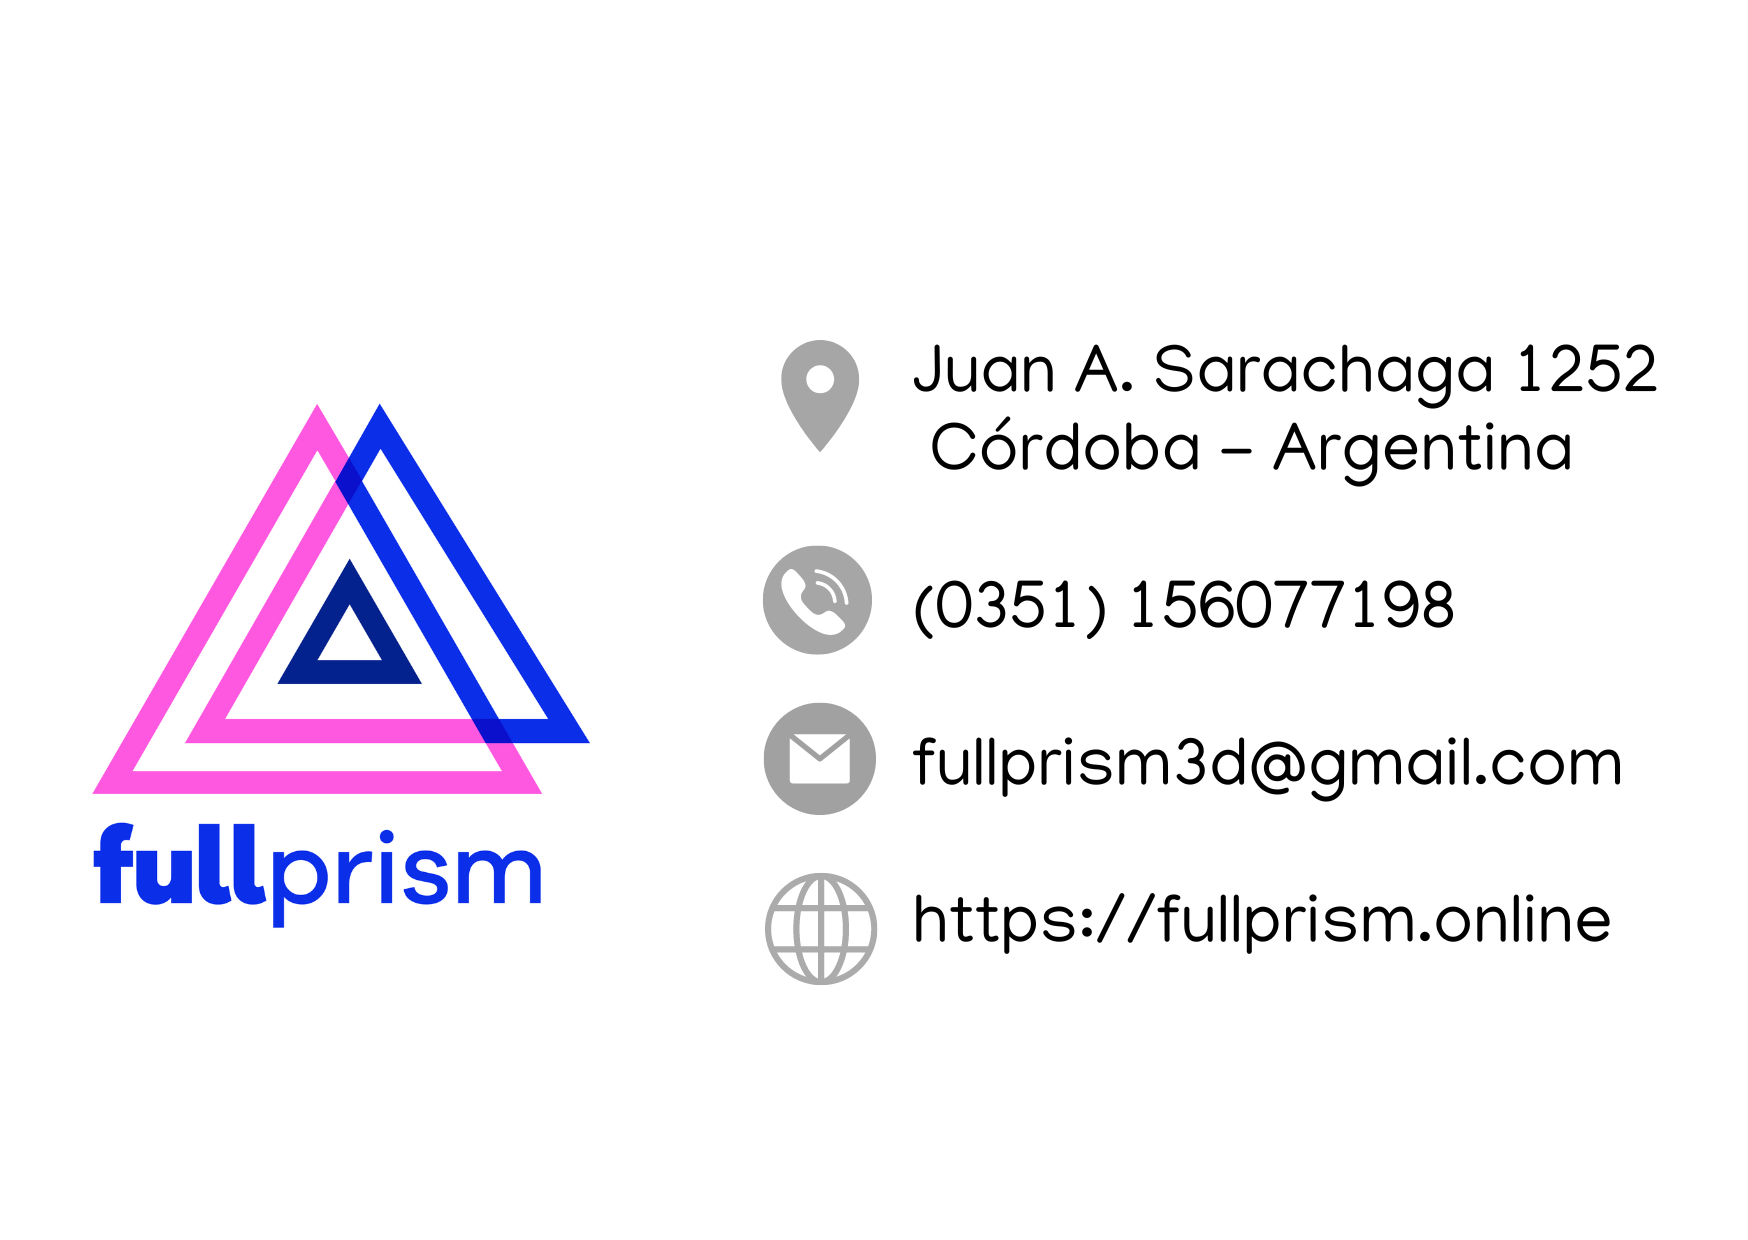 fullprism
Juan A. Sarachaga 1252
Córdoba - Argentina
(0351) 156077198
fullprism3d@gmail.com
https://fullprism.online